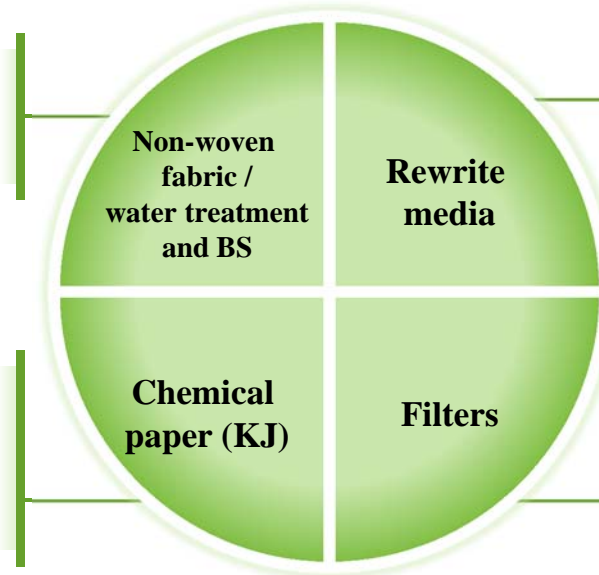 Non-woven
fabric /
water treatment
and BS
Rewrite
media
Chemical
paper (KJ)
Filters